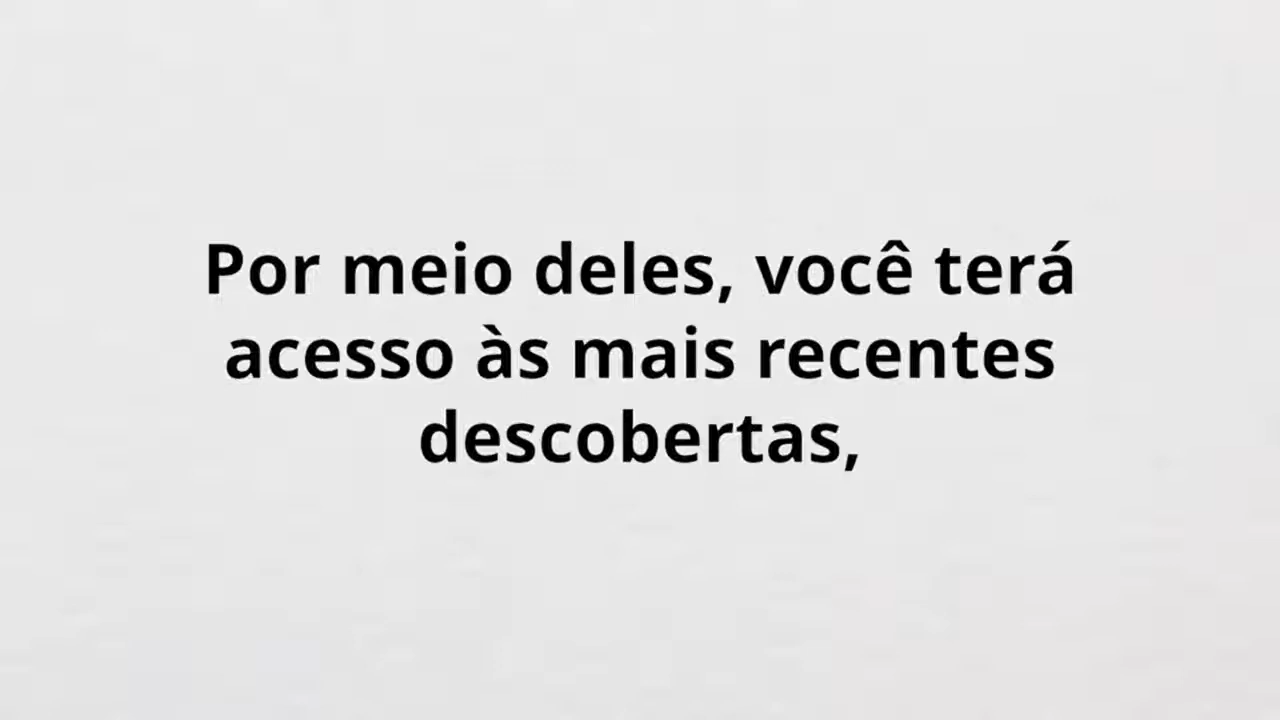 Por meio deles, você terá
acesso às mais recentes
descobertas,